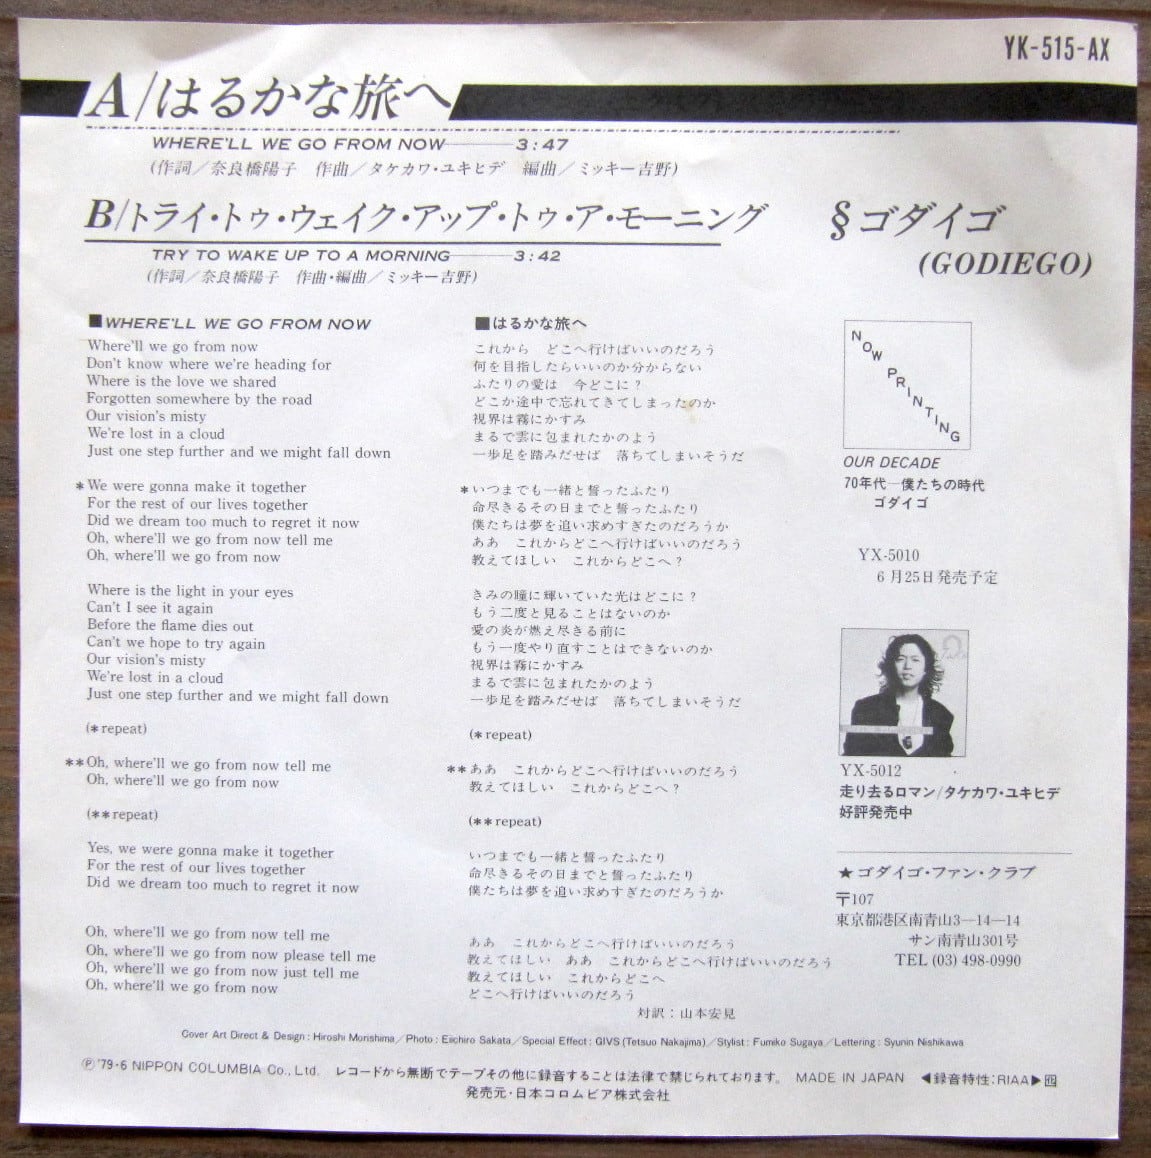 YK-515-AX
A/はるかな旅へ
WHERE'LL WE GO FROM NOW———3:47
(作詞/奈良橋陽子 作曲/タケカワ・ユキヒデ 編曲/ミッキー吉野)
B/トライ・トゥ・ウェイク・アップ・トゥ・ア・モーニング
TRY TO WAKE UP TO A MORNING———3:42
(作詞/奈良橋陽子 作曲・編曲/ミッキー吉野)
§ゴダイゴ
(GODIEGO)
■WHERE'LL WE GO FROM NOW
Where'll we go from now
Don't know where we're heading for
Where is the love we shared
Forgotten somewhere by the road
Our vision's misty
We're lost in a cloud
Just one step further and we might fall down
*We were gonna make it together
For the rest of our lives together
Did we dream too much to regret it now
Oh, where'll we go from now tell me
Oh, where'll we go from now
Where is the light in your eyes
Can't I see it again
Before the flame dies out
Can't we hope to try again
Our vision's misty
We're lost in a cloud
Just one step further and we might fall down
(*repeat)
**Oh, where'll we go from now tell me
Oh, where'll we go from now
(**repeat)
Yes, we were gonna make it together
For the rest of our lives together
Did we dream too much to regret it now
Oh, where'll we go from now tell me
Oh, where'll we go from now please tell me
Oh, where'll we go from now just tell me
Oh, where'll we go from now
■はるかな旅へ
これから どこへ行けばいいのだろう
何を目指したらいいのか分からない
ふたりの愛は 今どこに?
どこか途中で忘れてきてしまったのか
視界は霧にかすみ
まるで雲に包まれたかのよう
一歩足を踏みだせば 落ちてしまいそうだ
*いつまでも一緒と誓ったふたり
命尽きるその日までと誓ったふたり
僕たちは夢を追い求めすぎたのだろうか
ああ これからどこへ行けばいいのだろう
教えてほしい これからどこへ?
きみの瞳に輝いていた光はどこに?
もう二度と見ることはないのか
愛の炎が燃え尽きる前に
もう一度やり直すことはできないのか
視界は霧にかすみ
まるで雲に包まれたかのよう
一歩足を踏みだせば 落ちてしまいそうだ
(*repeat)
**ああ これからどこへ行けばいいのだろう
教えてほしい これからどこへ?
(**repeat)
いつまでも一緒と誓ったふたり
命尽きるその日までと誓ったふたり
僕たちは夢を追い求めすぎたのだろうか
ああ これからどこへ行けばいいのだろう
教えてほしい ああ これからどこへ行けばいいのだろう
教えてほしい これからどこへ
どこへ行けばいいのだろう
対訳:山本安見
NOW PRINTING
OUR DECADE
70年代—僕たちの時代
ゴダイゴ
YX-5010
6月25日発売予定
YX-5012
走り去るロマン/タケカワ・ユキヒデ
好評発売中
★ゴダイゴ・ファン・クラブ
〒107
東京都港区南青山3—14—14
サン南青山301号
TEL (03) 498-0990
Cover Art Direct & Design : Hiroshi Morishima/Photo : Eiichiro Sakata/Special Effect : GIVS (Tetsuo Nakajima)/Stylist : Fumiko Sugaya/Lettering : Syunin Nishikawa
Ⓟ'79・6 NIPPON COLUMBIA Co., Ltd. レコードから無断でテープその他に録音することは法律で禁じられております。 MADE IN JAPAN ◀録音特性:RIAA▶
発売元・日本コロムビア株式会社